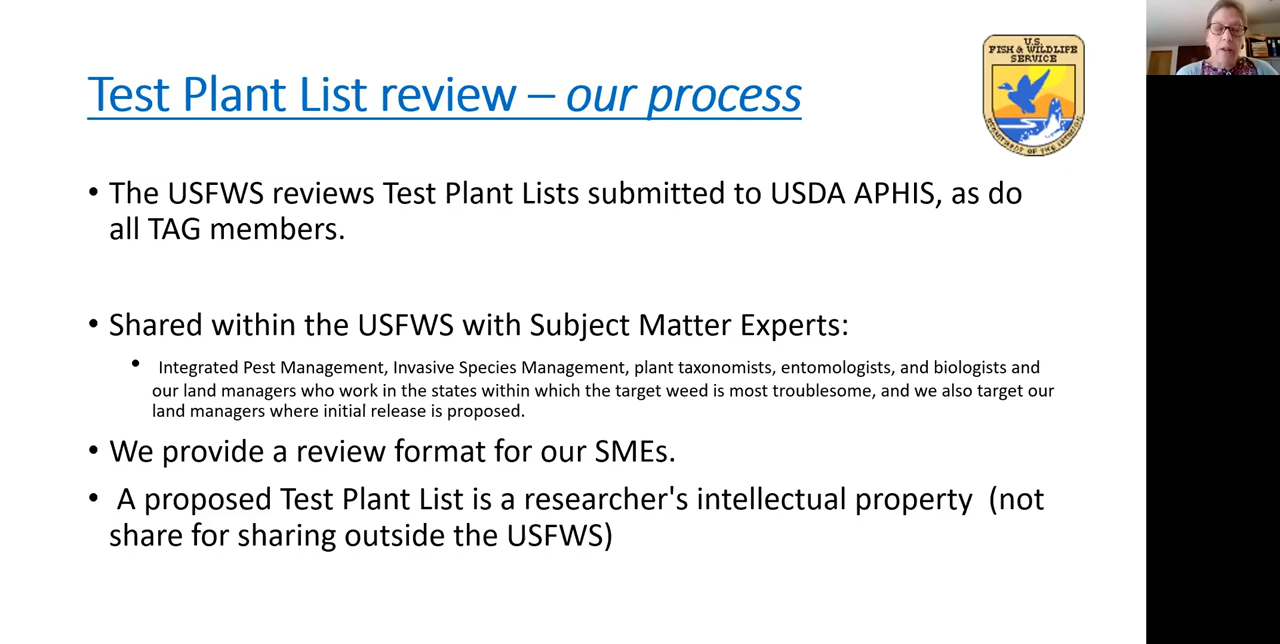 U.S.
FISH & WILDLIFE
SERVICE
DEPARTMENT OF THE INTERIOR
Test Plant List review – our process
• The USFWS reviews Test Plant Lists submitted to USDA APHIS, as do
all TAG members.
• Shared within the USFWS with Subject Matter Experts:
• Integrated Pest Management, Invasive Species Management, plant taxonomists, entomologists, and biologists and
our land managers who work in the states within which the target weed is most troublesome, and we also target our
land managers where initial release is proposed.
• We provide a review format for our SMEs.
• A proposed Test Plant List is a researcher's intellectual property (not
share for sharing outside the USFWS)